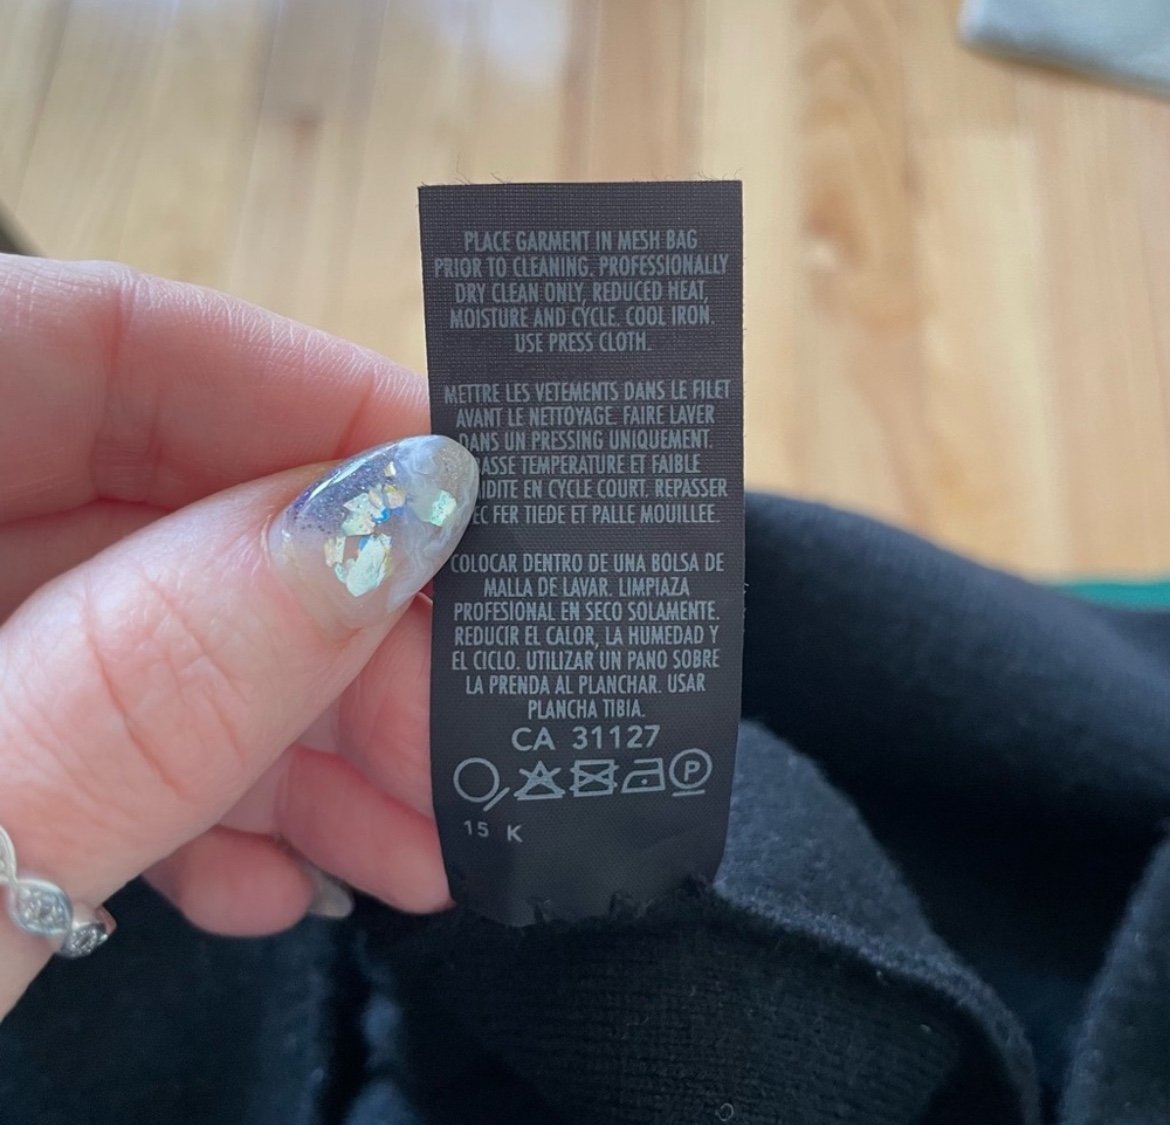 PLACE GARMENT IN MESH BAG
PRIOR TO CLEANING. PROFESSIONALLY
DRY CLEAN ONLY, REDUCED HEAT,
MOISTURE AND CYCLE. COOL IRON.
USE PRESS CLOTH.
METTRE LES VETEMENTS DANS LE FILET
AVANT LE NETTOYAGE. FAIRE LAVER
DANS UN PRESSING UNIQUEMENT.
TEMPERATURE ET FAIBLE
EN CYCLE COURT. REPASSER
FER TIEDE ET PALLE MOUILLEE.
COLOCAR DENTRO DE UNA BOLSA DE
MALLA DE LAVAR. LIMPIAZA
PROFESIONAL EN SECO SOLAMENTE.
REDUCIR EL CALOR, LA HUMEDAD Y
EL CICLO. UTILIZAR UN PANO SOBRE
LA PRENDA AL PLANCHAR. USAR
PLANCHA TIBIA.
CA 31127
P
15 K